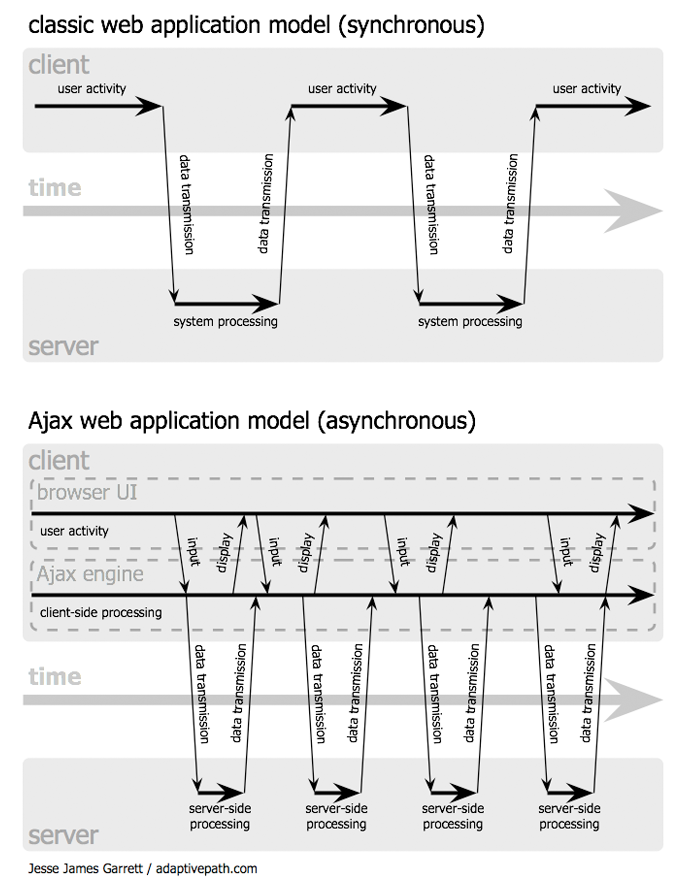 classic web application model (synchronous)
client
user activity
user activity
user activity
data transmission
data transmission
data transmission
data transmission
time
system processing
system processing
server
Ajax web application model (asynchronous)
client
browser UI
user activity
input
display
input
display
input
display
input
display
Ajax engine
client-side processing
data transmission
data transmission
data transmission
data transmission
data transmission
data transmission
data transmission
data transmission
time
server-side
processing
server-side
processing
server-side
processing
server-side
processing
server
Jesse James Garrett / adaptivepath.com